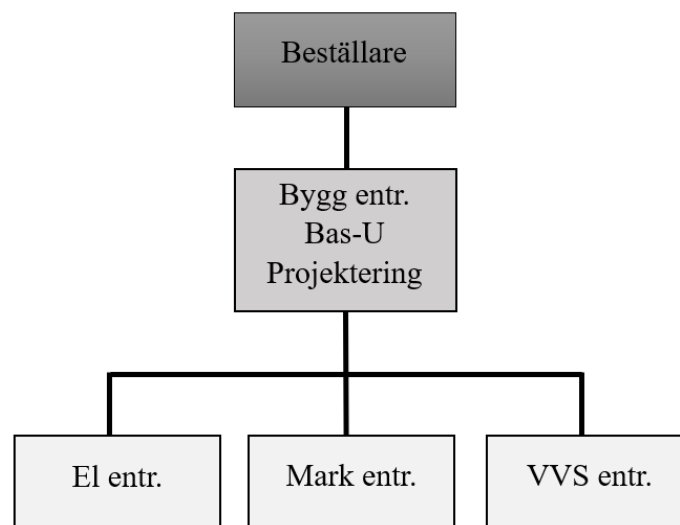 Beställare
Bygg entr.
Bas-U
Projektering
El entr.
Mark entr.
VVS entr.